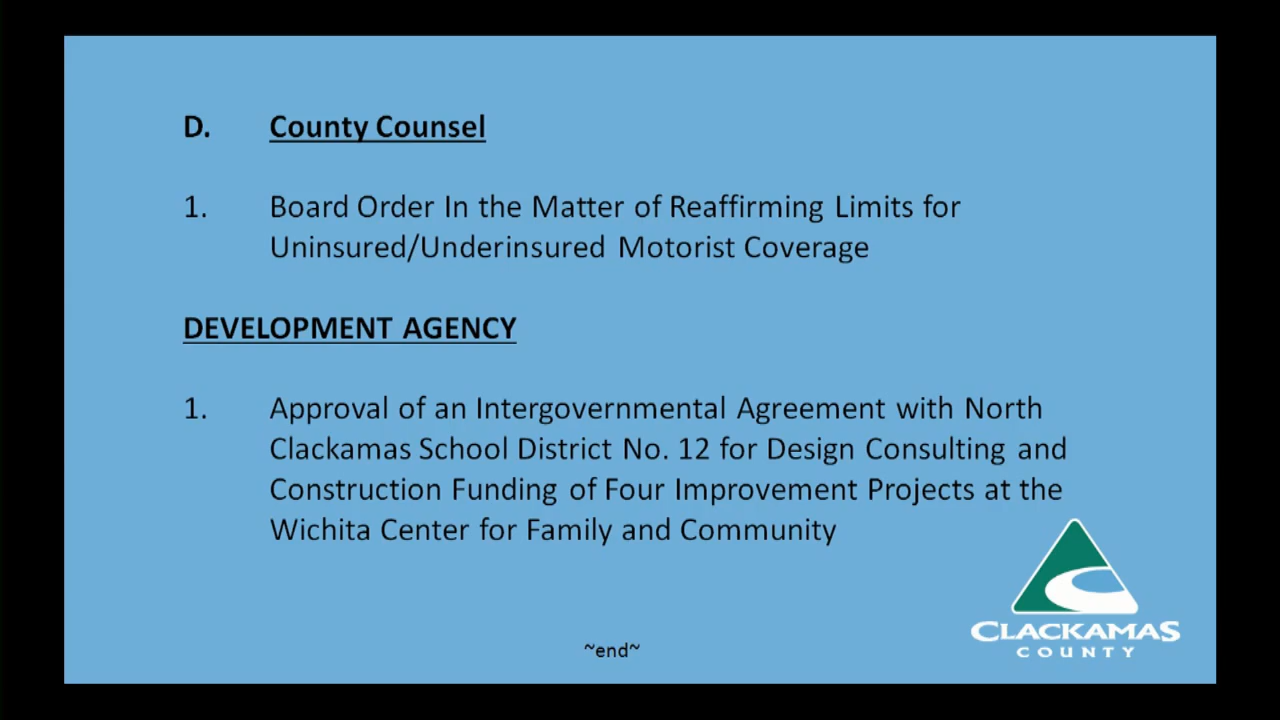 D. County Counsel
1. Board Order In the Matter of Reaffirming Limits for
Uninsured/Underinsured Motorist Coverage
DEVELOPMENT AGENCY
1. Approval of an Intergovernmental Agreement with North
Clackamas School District No. 12 for Design Consulting and
Construction Funding of Four Improvement Projects at the
Wichita Center for Family and Community
~end~
CLACKAMAS
COUNTY